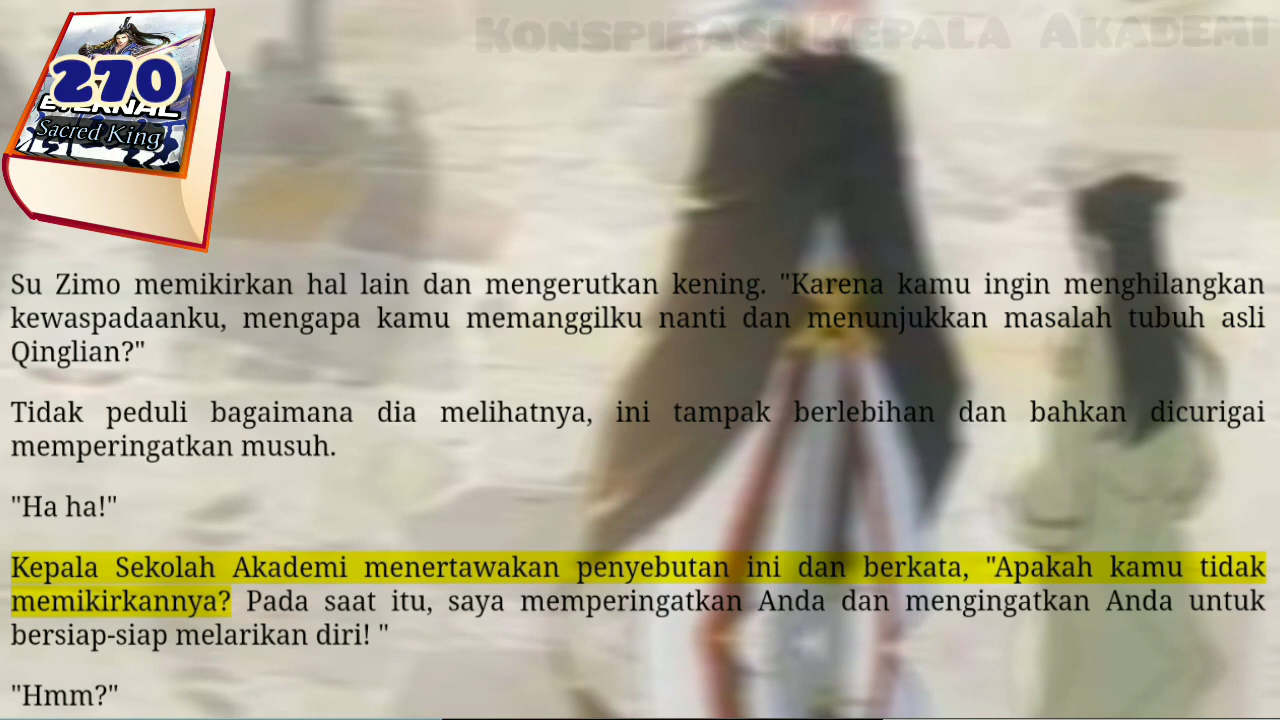 Konspirasi Kepala Akademi
270
ETERNAL
Sacred King
Su Zimo memikirkan hal lain dan mengerutkan kening. "Karena kamu ingin menghilangkan
kewaspadaanku, mengapa kamu memanggilku nanti dan menunjukkan masalah tubuh asli
Qinglian?"
Tidak peduli bagaimana dia melihatnya, ini tampak berlebihan dan bahkan dicurigai
memperingatkan musuh.
"Ha ha!"
Kepala Sekolah Akademi menertawakan penyebutan ini dan berkata, "Apakah kamu tidak
memikirkannya? Pada saat itu, saya memperingatkan Anda dan mengingatkan Anda untuk
bersiap-siap melarikan diri! "
"Hmm?"